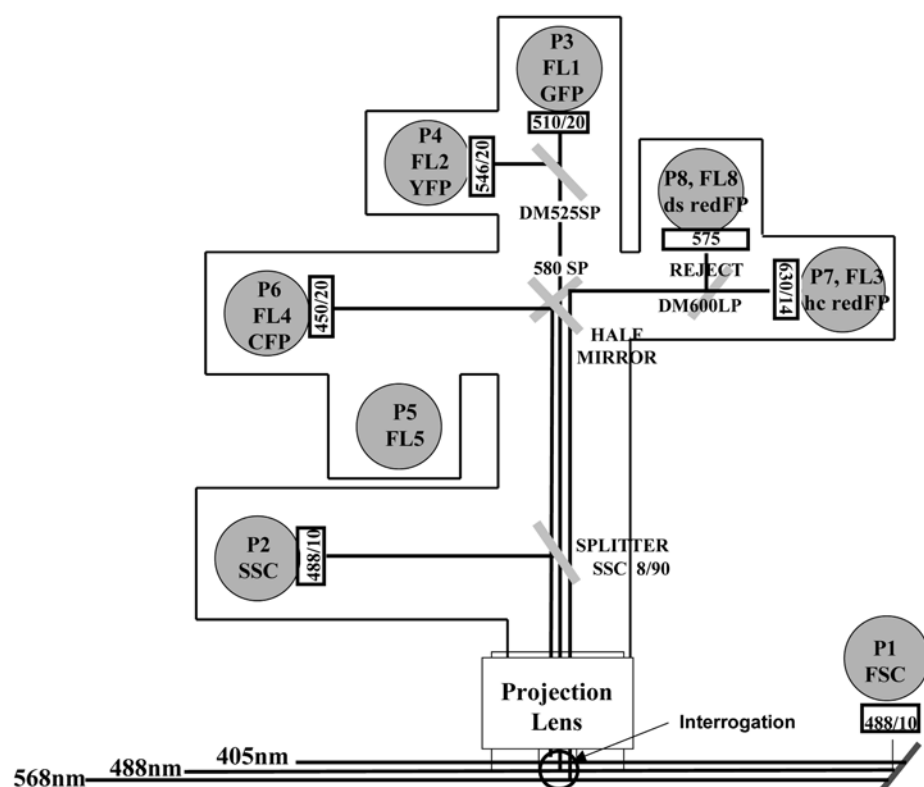 P3
FL1
GFP
510/20
P4
FL2
YFP
546/20
DM525SP
P8, FL8
ds redFP
575
REJECT
630/14
P7, FL3
hc redFP
DM600LP
580 SP
P6
FL4
CFP
450/20
HALF
MIRROR
P5
FL5
P2
SSC
488/10
SPLITTER
SSC 8/90
P1
FSC
488/10
Projection
Lens
Interrogation
405nm
488nm
568nm